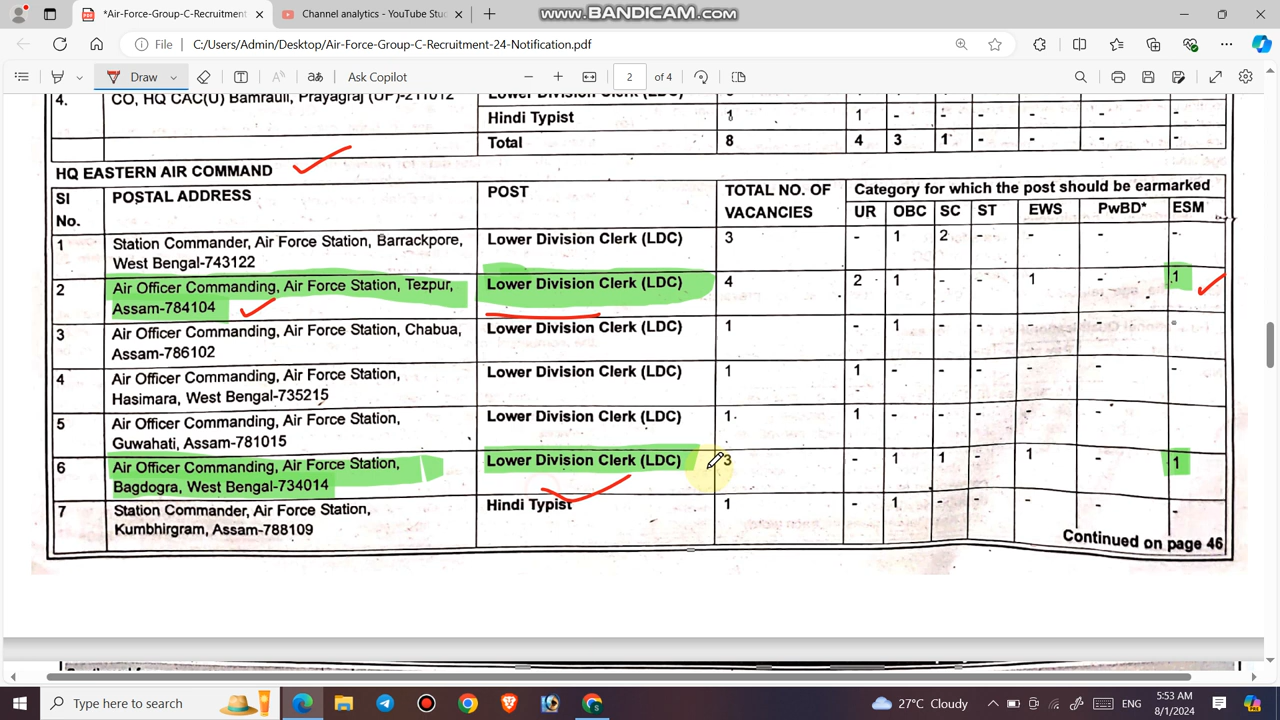 *Air-Force-Group-C-Recruitment
Channel analytics - YouTube Stu
www.BANDICAM.com
File
C:/Users/Admin/Desktop/Air-Force-Group-C-Recruitment-24-Notification.pdf
Draw
Ask Copilot
2 of 4
4. CO, HQ CAC(U) Bamrauli, Prayagraj (UP)-211012 Lower Division Clerk (LDC)
Hindi Typist 1 1 - - - - -
Total 8 4 3 1 - - - -
HQ EASTERN AIR COMMAND
SI No. POSTAL ADDRESS POST TOTAL NO. OF VACANCIES Category for which the post should be earmarked
UR OBC SC ST EWS PwBD* ESM
1 Station Commander, Air Force Station, Barrackpore, Lower Division Clerk (LDC) 3 - 1 2 - - - -
West Bengal-743122
2 Air Officer Commanding, Air Force Station, Tezpur, Lower Division Clerk (LDC) 4 2 1 - - 1 - 1
Assam-784104
3 Air Officer Commanding, Air Force Station, Chabua, Lower Division Clerk (LDC) 1 - 1 - - - -
Assam-786102
4 Air Officer Commanding, Air Force Station, Lower Division Clerk (LDC) 1 1 - - - - - -
Hasimara, West Bengal-735215
5 Air Officer Commanding, Air Force Station, Lower Division Clerk (LDC) 1 1 - - - - -
Guwahati, Assam-781015
6 Air Officer Commanding, Air Force Station, Lower Division Clerk (LDC) 3 - 1 1 - 1 - 1
Bagdogra, West Bengal-734014
7 Station Commander, Air Force Station, Hindi Typist 1 - 1 - - - - -
Kumbhirgram, Assam-788109
Continued on page 46
Type here to search
27°C Cloudy
ENG
5:53 AM
8/1/2024